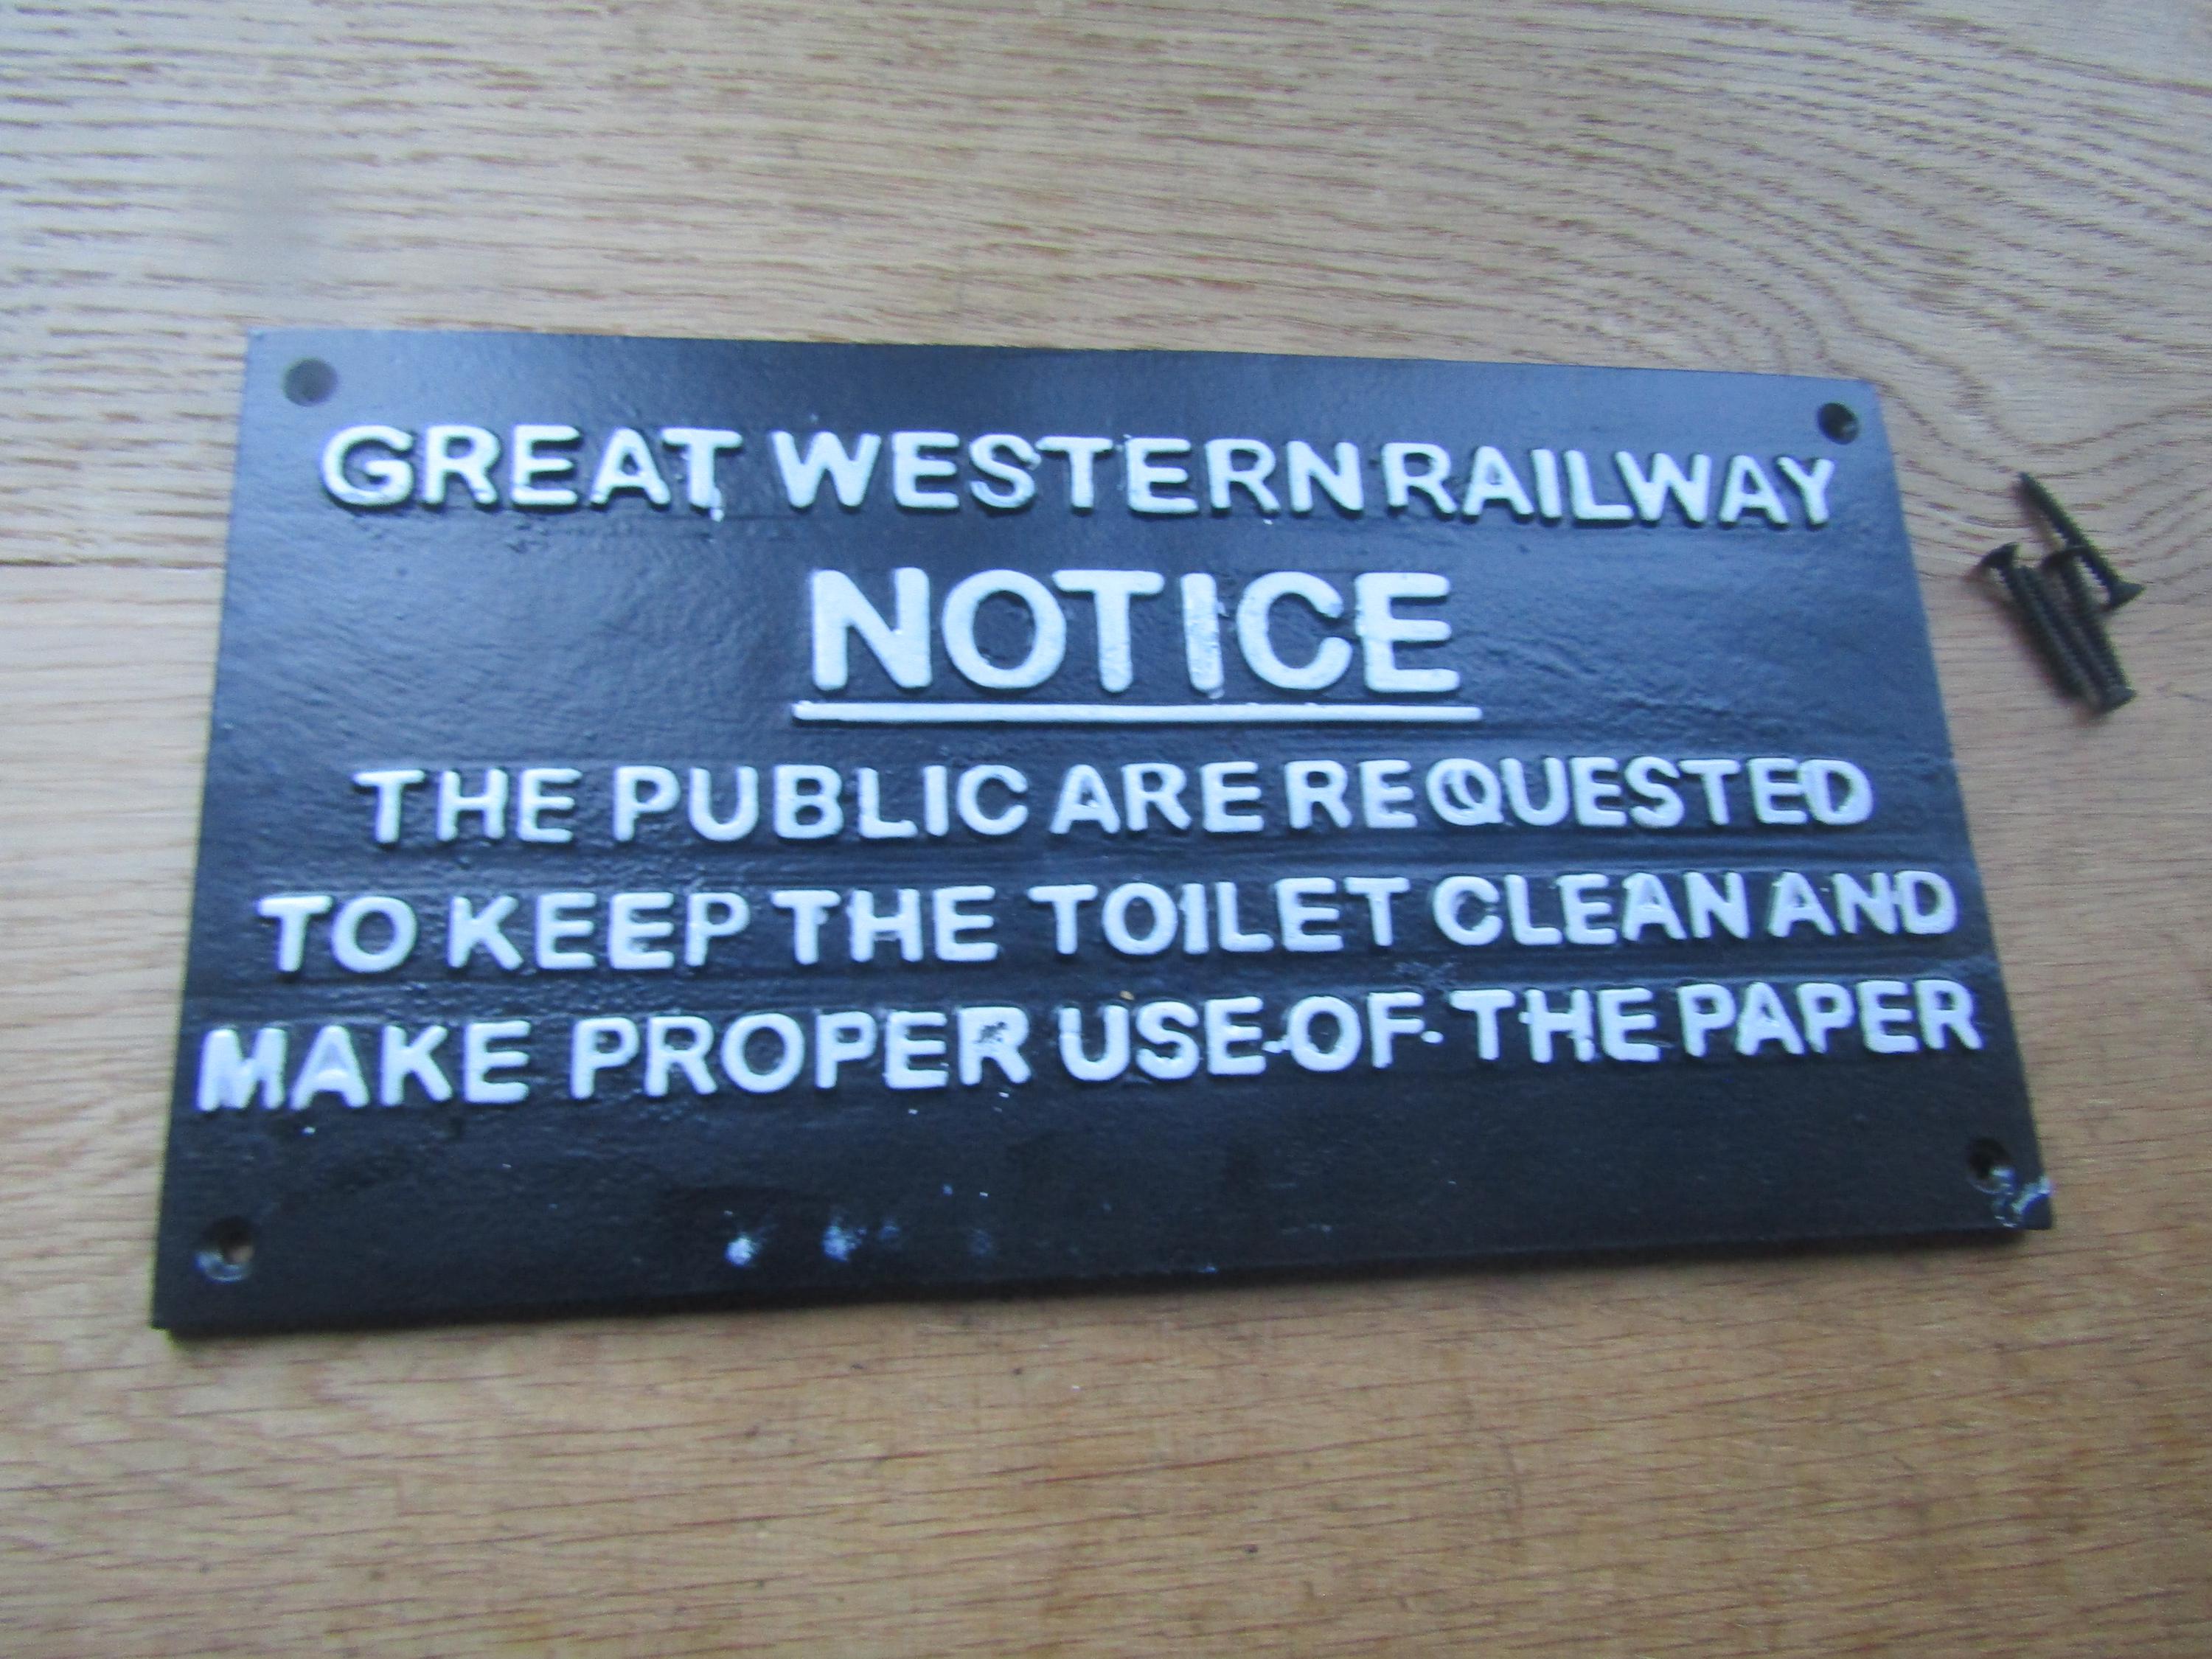 GREAT WESTERN RAILWAY
NOTICE
THE PUBLIC ARE REQUESTED
TO KEEP THE TOILET CLEAN AND
MAKE PROPER USE OF THE PAPER